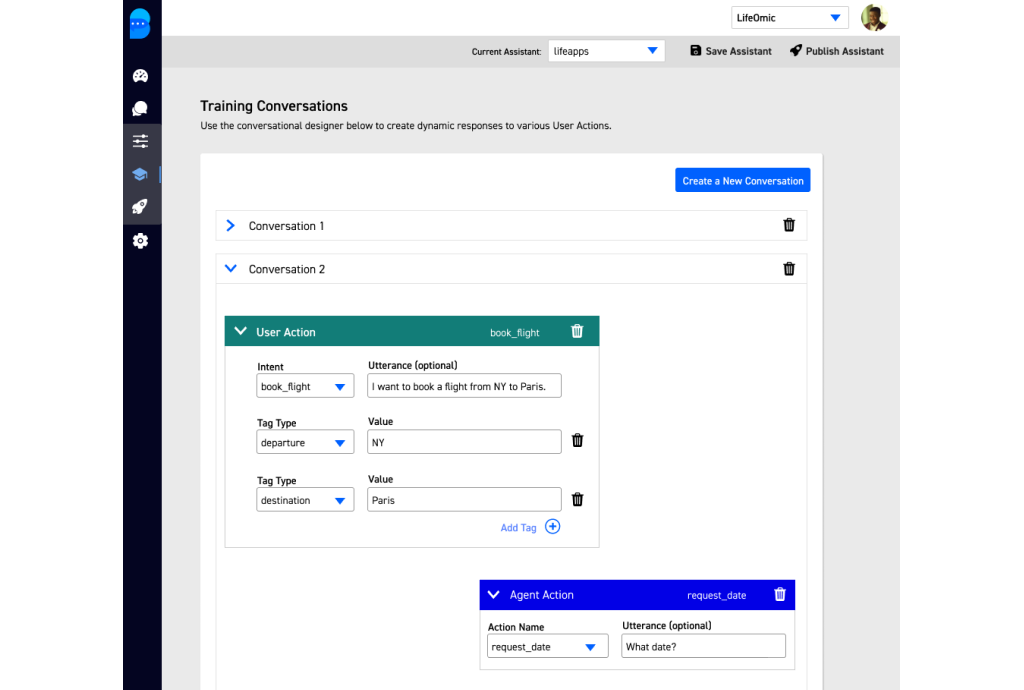 LifeOmic
Current Assistant: lifeapps Save Assistant Publish Assistant
Training Conversations
Use the conversational designer below to create dynamic responses to various User Actions.
Create a New Conversation
Conversation 1
Conversation 2
User Action book_flight
Intent Utterance (optional)
book_flight I want to book a flight from NY to Paris.
Tag Type Value
departure NY
Tag Type Value
destination Paris
Add Tag
Agent Action request_date
Action Name Utterance (optional)
request_date What date?